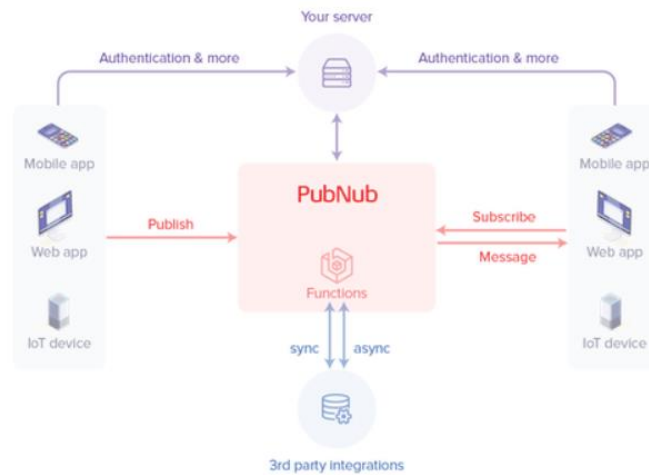 Your server
Authentication & more
Authentication & more
Mobile app
Web app
IoT device
Publish
PubNub
Functions
Subscribe
Message
Mobile app
Web app
IoT device
sync
async
3rd party integrations